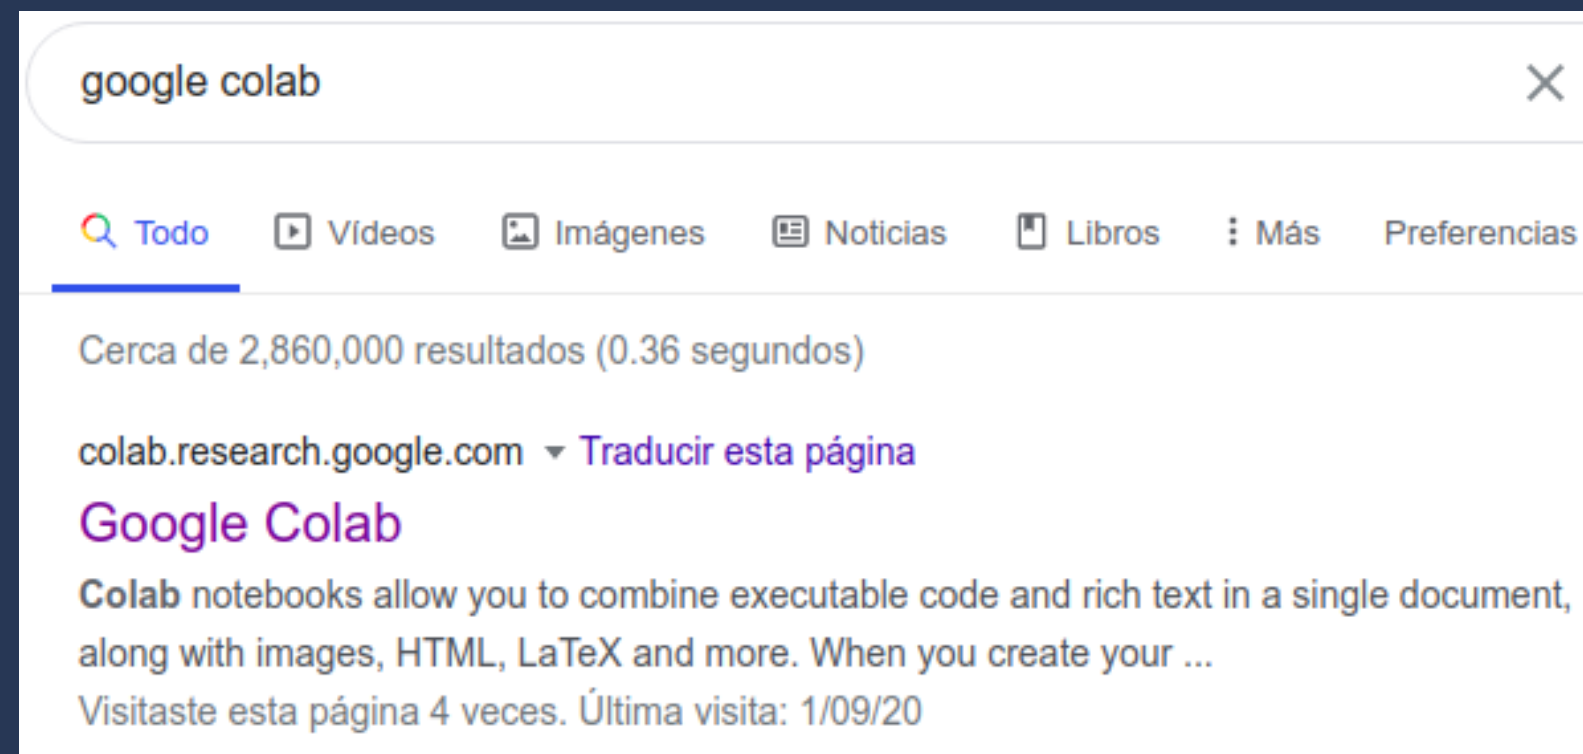 google colab
Todo Vídeos Imágenes Noticias Libros Más Preferencias
Cerca de 2,860,000 resultados (0.36 segundos)
colab.research.google.com Traducir esta página
Google Colab
Colab notebooks allow you to combine executable code and rich text in a single document,
along with images, HTML, LaTeX and more. When you create your ...
Visitaste esta página 4 veces. Última visita: 1/09/20